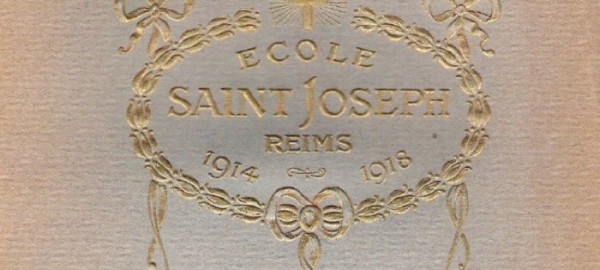 ECOLE
SAINT JOSEPH
REIMS
1914 1918